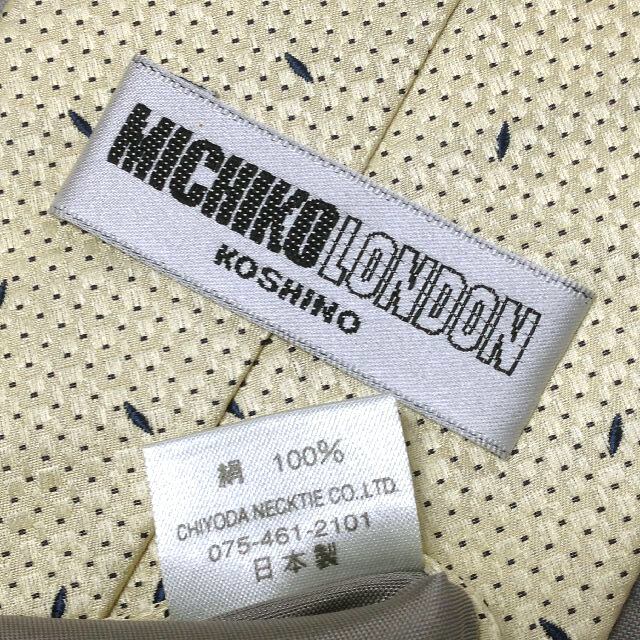 MICHIKO LONDON
KOSHINO
絹 100%
CHIYODA NECKTIE CO.,LTD.
075-461-2101
日本製